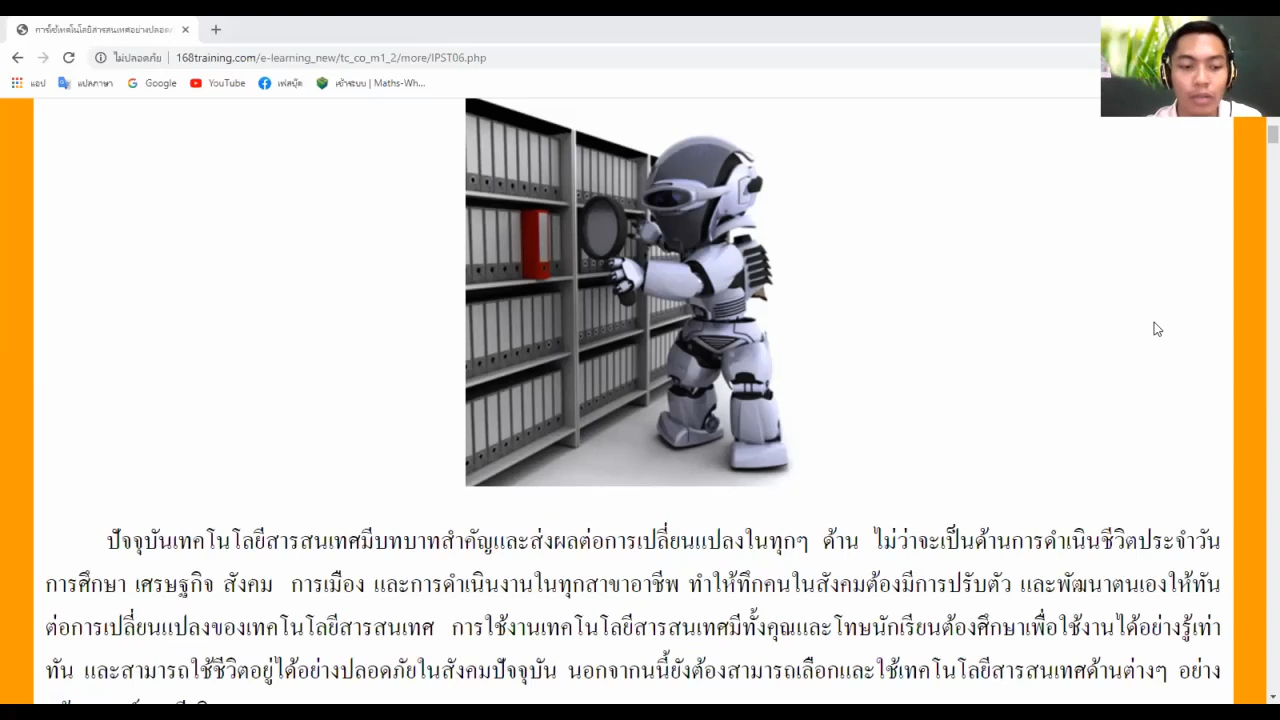 การใช้เทคโนโลยีสารสนเทศอย่างปลอดภ
ไม่ปลอดภัย 168training.com/e-learning_new/tc_co_m1_2/more/IPST06.php
แอป แปลภาษา Google YouTube เฟสบุ๊ต เข้าระบบ | Maths-Wh...
ปัจจุบันเทคโนโลยีสารสนเทศมีบทบาทสำคัญและส่งผลต่อการเปลี่ยนแปลงในทุกๆ ด้าน ไม่ว่าจะเป็นด้านการดำเนินชีวิตประจำวัน
การศึกษา เศรษฐกิจ สังคม การเมือง และการดำเนินงานในทุกสาขาอาชีพ ทำให้ทึกคนในสังคมต้องมีการปรับตัว และพัฒนาตนเองให้ทัน
ต่อการเปลี่ยนแปลงของเทคโนโลยีสารสนเทศ การใช้งานเทคโนโลยีสารสนเทศมีทั้งคุณและโทษนักเรียนต้องศึกษาเพื่อใช้งานได้อย่างรู้เท่า
ทัน และสามารถใช้ชีวิตอยู่ได้อย่างปลอดภัยในสังคมปัจจุบัน นอกจากนนี้ยังต้องสามารถเลือกและใช้เทคโนโลยีสารสนเทศด้านต่างๆ อย่าง